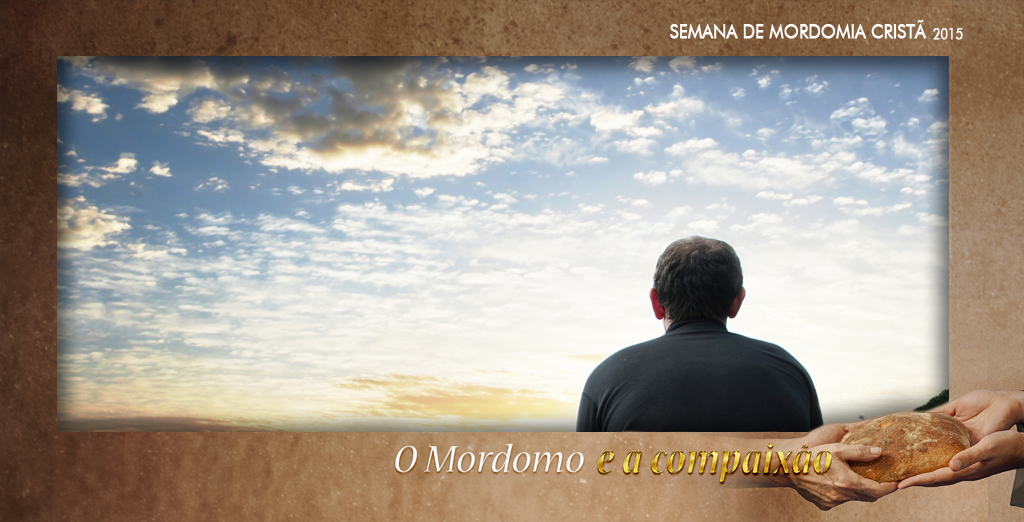 SEMANA DE MORDOMIA CRISTÃ 2015
O Mordomo e a compaixão